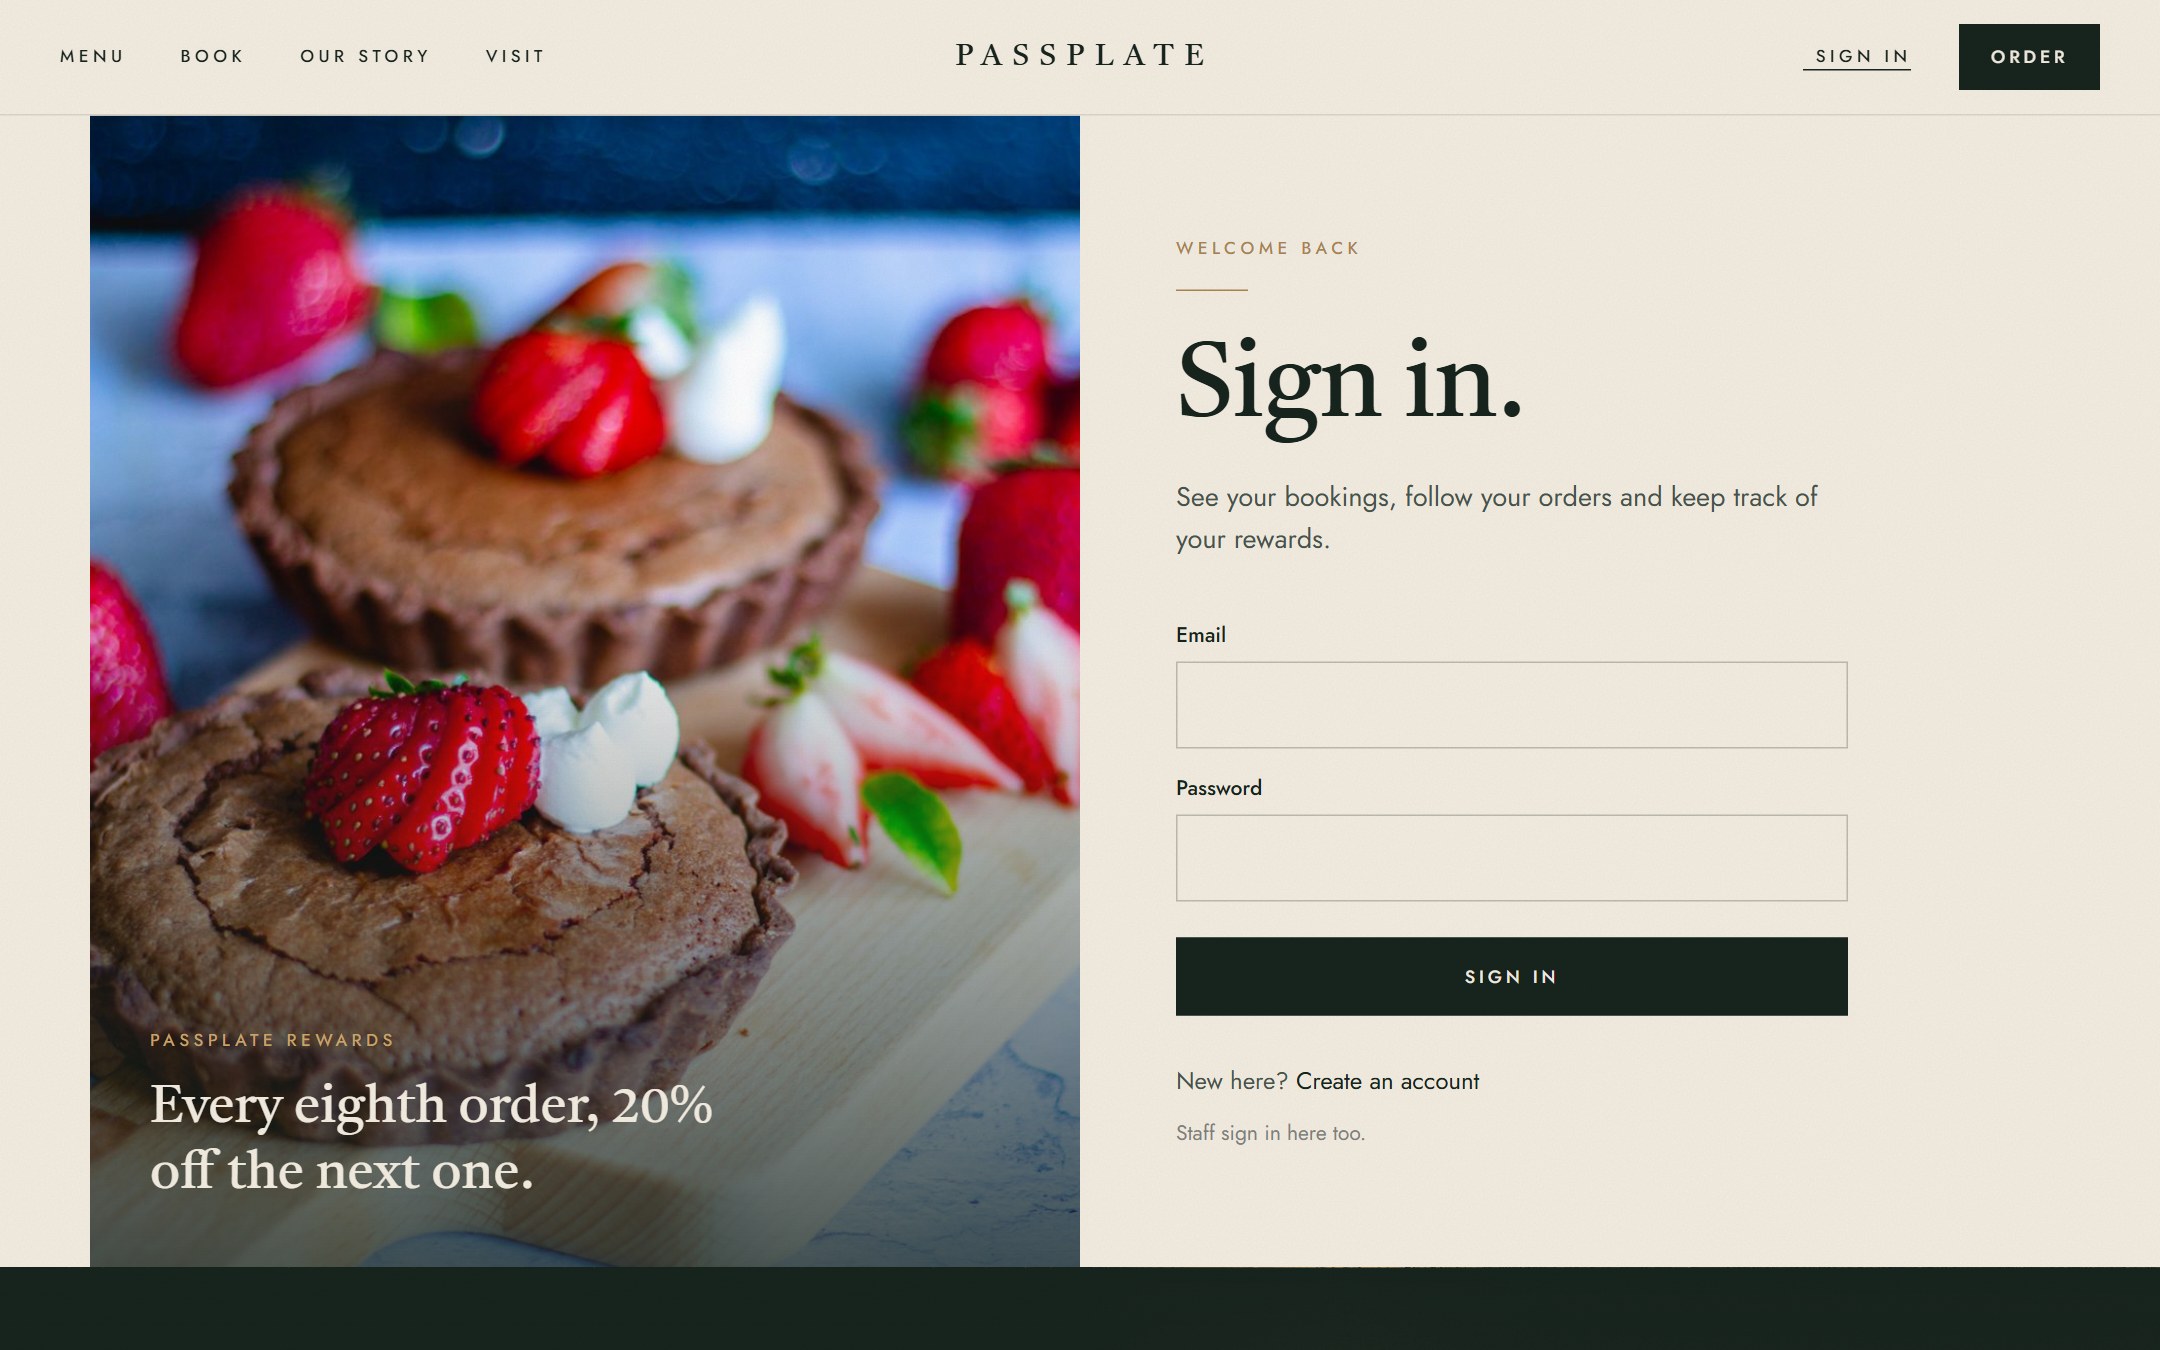 MENU
BOOK
OUR STORY
VISIT
PASSPLATE
SIGN IN
ORDER
PASSPLATE REWARDS
Every eighth order, 20%
off the next one.
WELCOME BACK
Sign in.
See your bookings, follow your orders and keep track of
your rewards.
Email
Password
SIGN IN
New here? Create an account
Staff sign in here too.